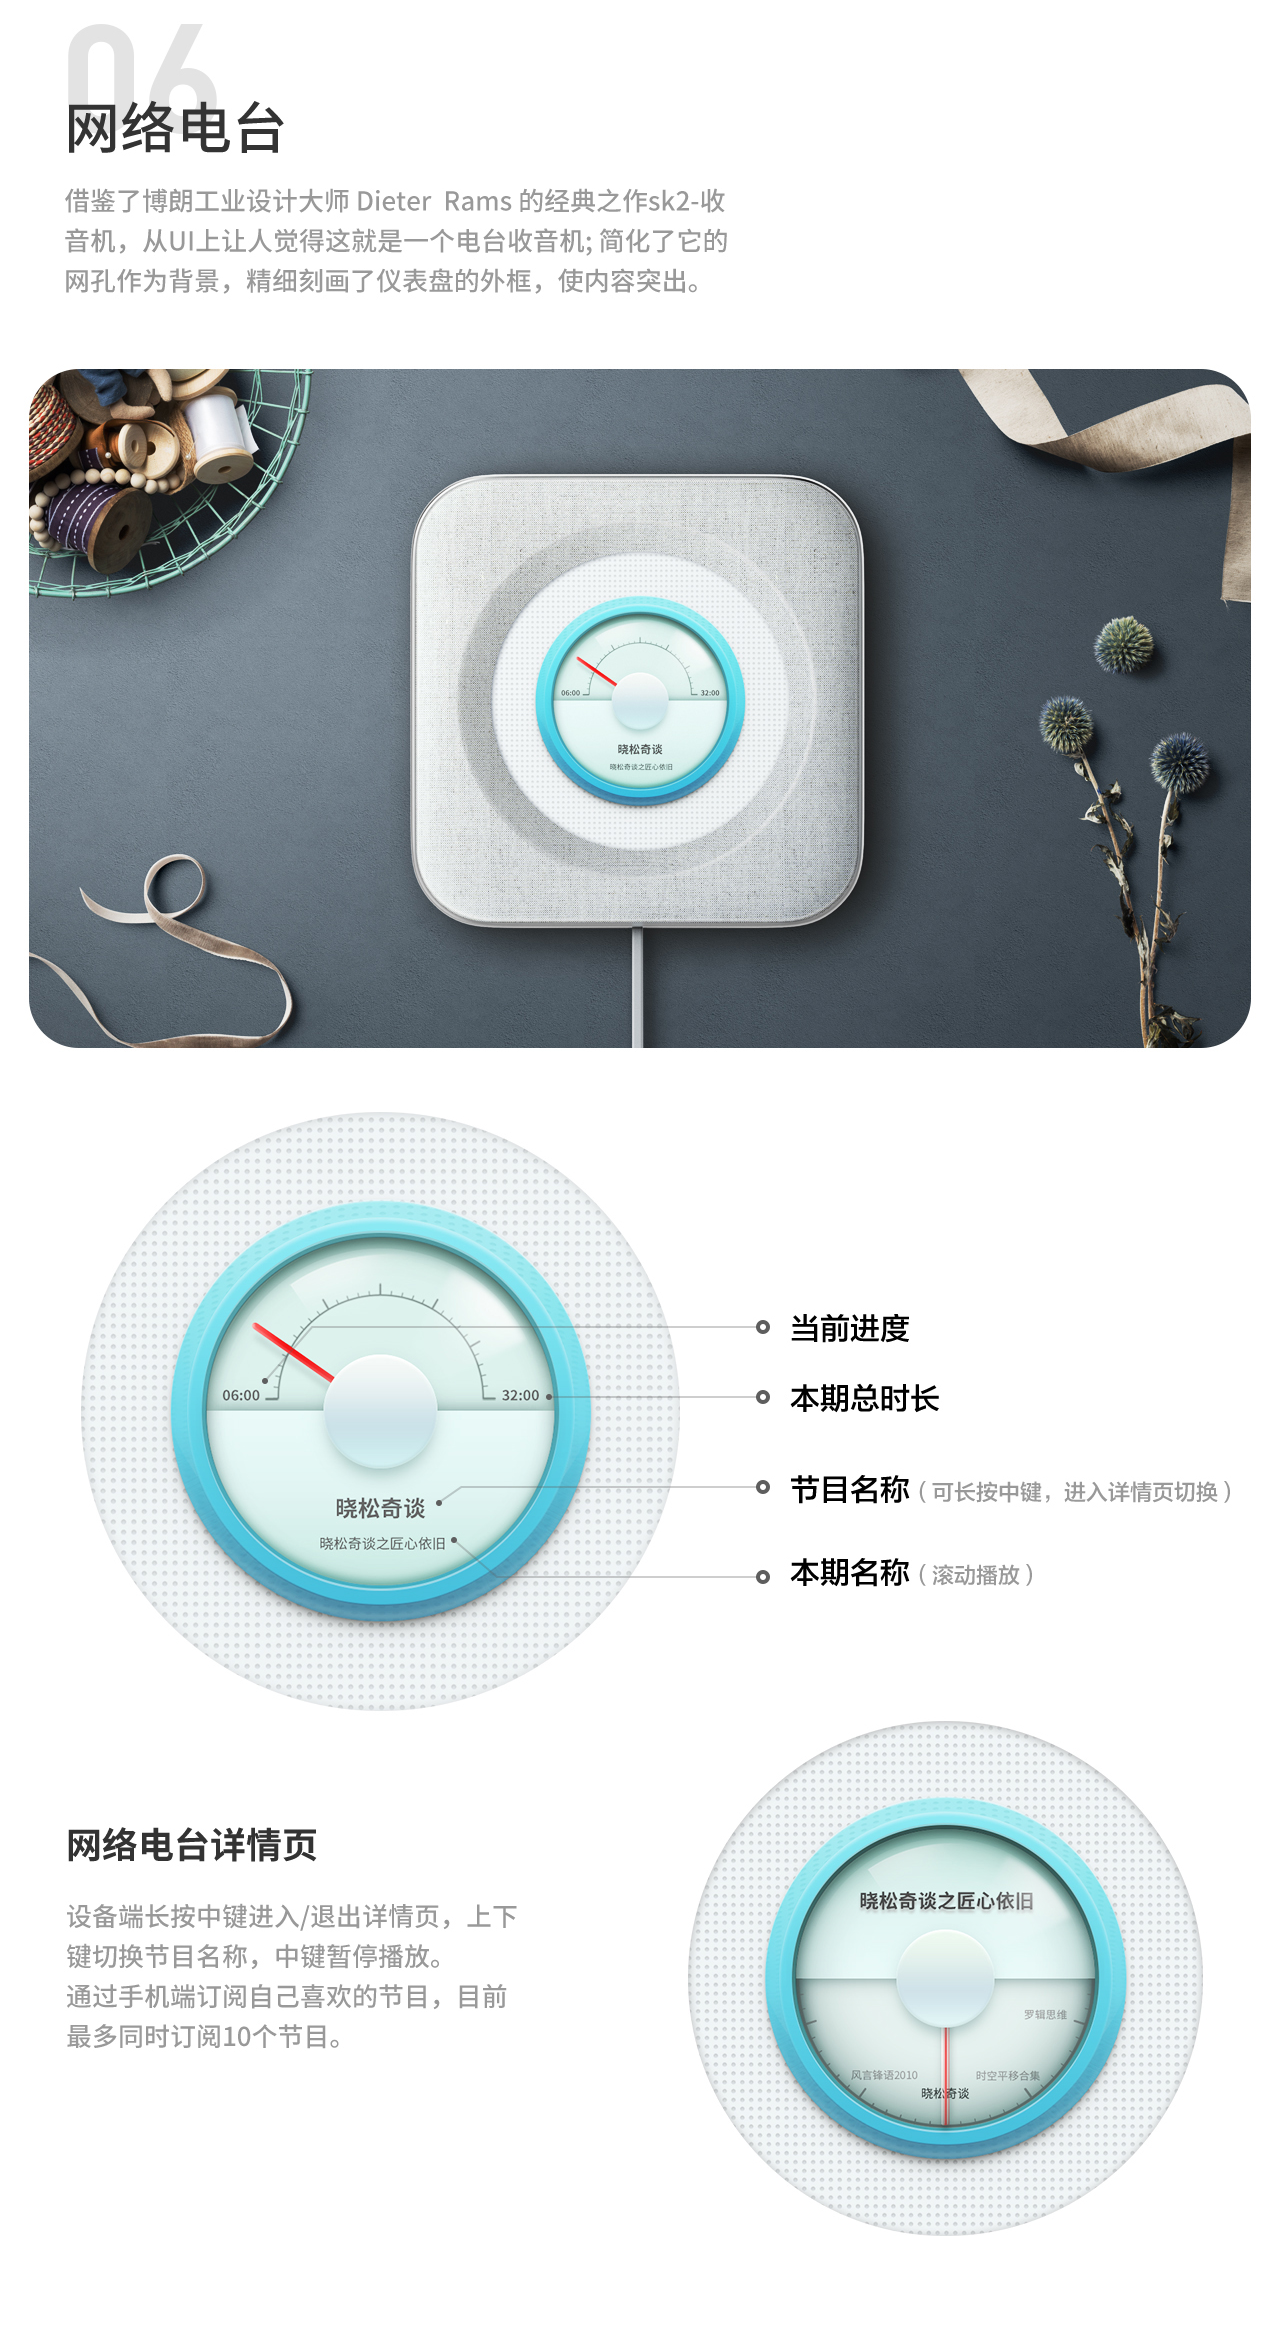 06
网络电台
借鉴了博朗工业设计大师 Dieter Rams 的经典之作sk2-收
音机，从UI上让人觉得这就是一个电台收音机; 简化了它的
网孔作为背景，精细刻画了仪表盘的外框，使内容突出。
06:00 32:00
晓松奇谈
晓松奇谈之匠心依旧
当前进度
06:00 32:00
本期总时长
晓松奇谈
节目名称（可长按中键，进入详情页切换）
晓松奇谈之匠心依旧
本期名称（滚动播放）
网络电台详情页
设备端长按中键进入/退出详情页，上下
键切换节目名称，中键暂停播放。
通过手机端订阅自己喜欢的节目，目前
最多同时订阅10个节目。
晓松奇谈之匠心依旧
罗辑思维
风言锋语2010
时空平移合集
晓松奇谈